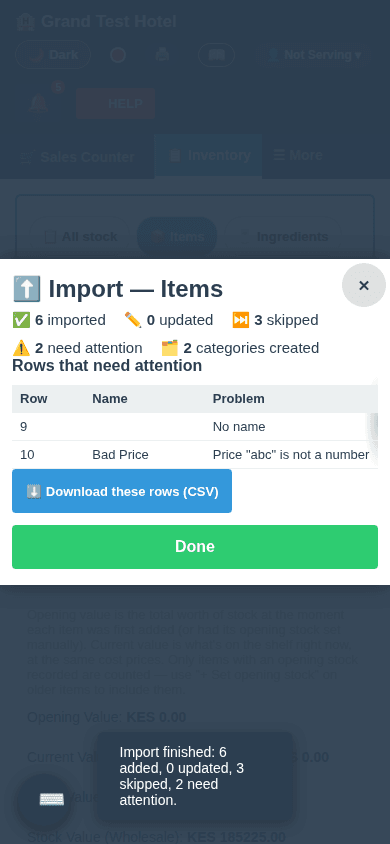 Grand Test Hotel
Dark
Not Serving ▾
HELP
Sales Counter
Inventory
☰ More
All stock
Items
Ingredients
⬆️ Import — Items
×
✅ 6 imported ✏️ 0 updated ⏭️ 3 skipped
⚠️ 2 need attention 🗂️ 2 categories created
Rows that need attention
Row Name Problem
9 No name
10 Bad Price Price "abc" is not a number
⬇️ Download these rows (CSV)
Done
Opening Value: KES 0.00
Current Va
0.00
Import finished: 6
added, 0 updated, 3
skipped, 2 need
attention.
Stock Value (Wholesale): KES 185225.00